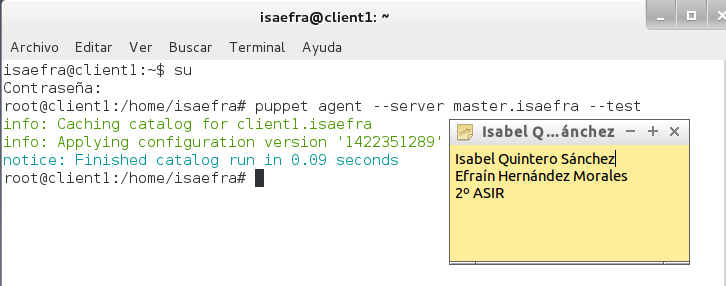 isaefra@client1: ~
Archivo Editar Ver Buscar Terminal Ayuda
isaefra@client1:~$ su
Contraseña:
root@client1:/home/isaefra# puppet agent --server master.isaefra --test
info: Caching catalog for client1.isaefra
info: Applying configuration version '1422351289'
notice: Finished catalog run in 0.09 seconds
root@client1:/home/isaefra#
Isabel Q...ánchez
Isabel Quintero Sánchez
Efraín Hernández Morales
2º ASIR